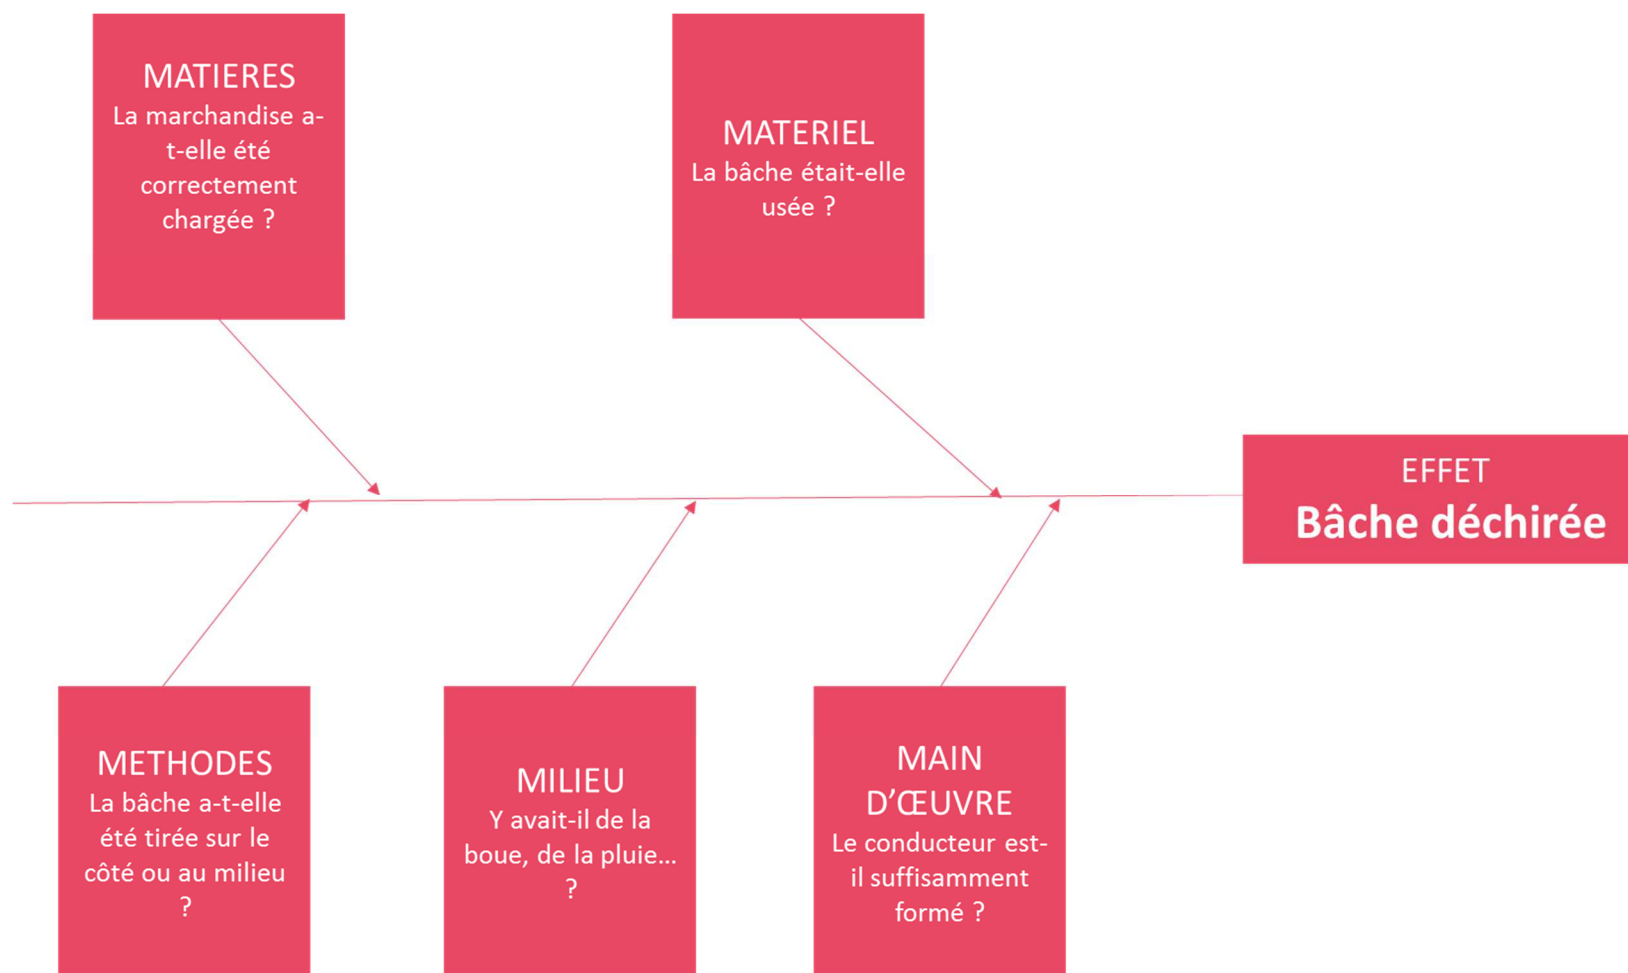 MATIERES
La marchandise a-
t-elle été
correctement
chargée ?
MATERIEL
La bâche était-elle
usée ?
EFFET
Bâche déchirée
METHODES
La bâche a-t-elle
été tirée sur le
côté ou au milieu
?
MILIEU
Y avait-il de la
boue, de la pluie…
?
MAIN
D’ŒUVRE
Le conducteur est-
il suffisamment
formé ?